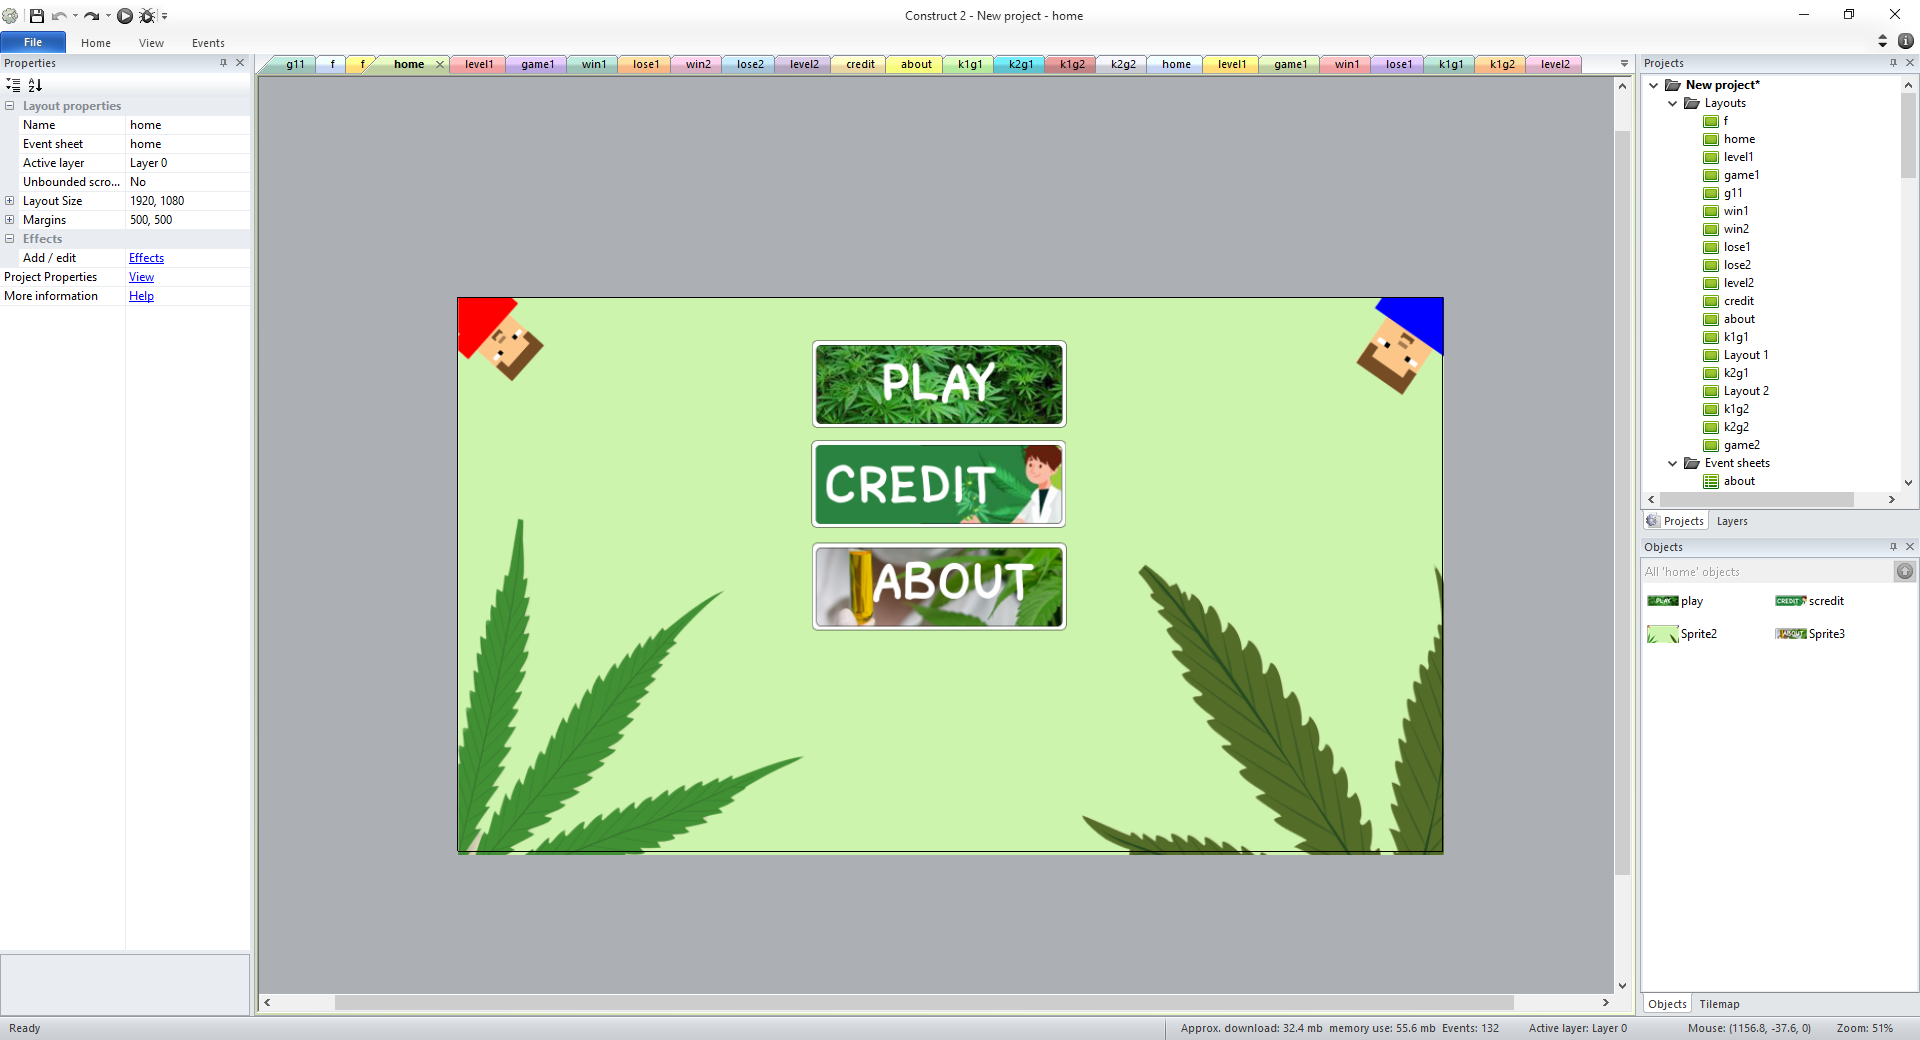 Construct 2 - New project - home
File Home View Events
Properties
Layout properties
Name home
Event sheet home
Active layer Layer 0
Unbounded scro... No
Layout Size 1920, 1080
Margins 500, 500
Effects
Add / edit Effects
Project Properties View
More information Help
g11 f f home level1 game1 win1 lose1 win2 lose2 level2 credit about k1g1 k2g1 k1g2 k2g2 home level1 game1 win1 lose1 k1g1 k1g2 level2
PLAY
CREDIT
ABOUT
Projects
New project*
Layouts
f
home
level1
game1
g11
win1
win2
lose1
lose2
level2
credit
about
k1g1
Layout 1
k2g1
Layout 2
k1g2
k2g2
game2
Event sheets
about
Projects Layers
Objects
All 'home' objects
PLAY play CREDIT scredit
Sprite2 ABOUT Sprite3
Objects Tilemap
Ready Approx. download: 32.4 mb memory use: 55.6 mb Events: 132 Active layer: Layer 0 Mouse: (1156.8, -37.6, 0) Zoom: 51%